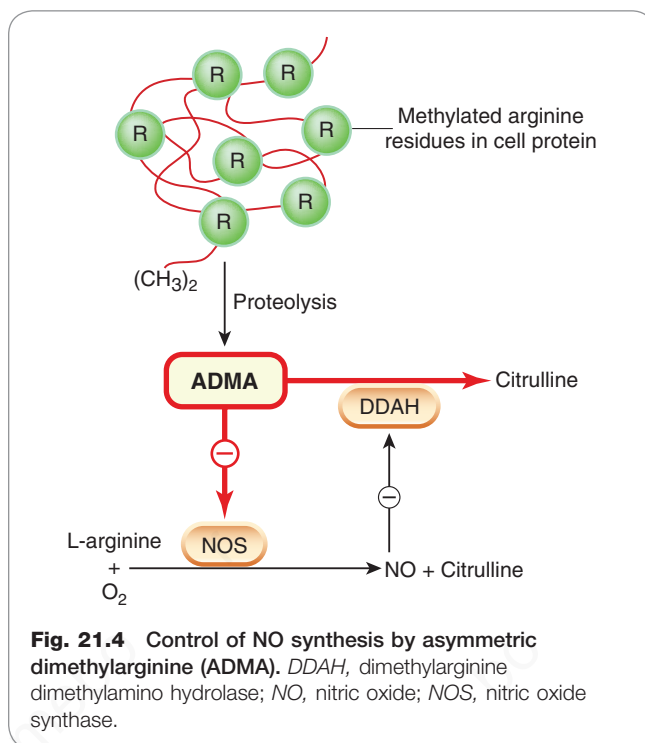 R
R
R
R
R
R
R
Methylated arginine
residues in cell protein
(CH3)2
Proteolysis
ADMA
Citrulline
DDAH
−
−
L-arginine
NOS
+
NO + Citrulline
O2
Fig. 21.4 Control of NO synthesis by asymmetric
dimethylarginine (ADMA). DDAH, dimethylarginine
dimethylamino hydrolase; NO, nitric oxide; NOS, nitric oxide
synthase.